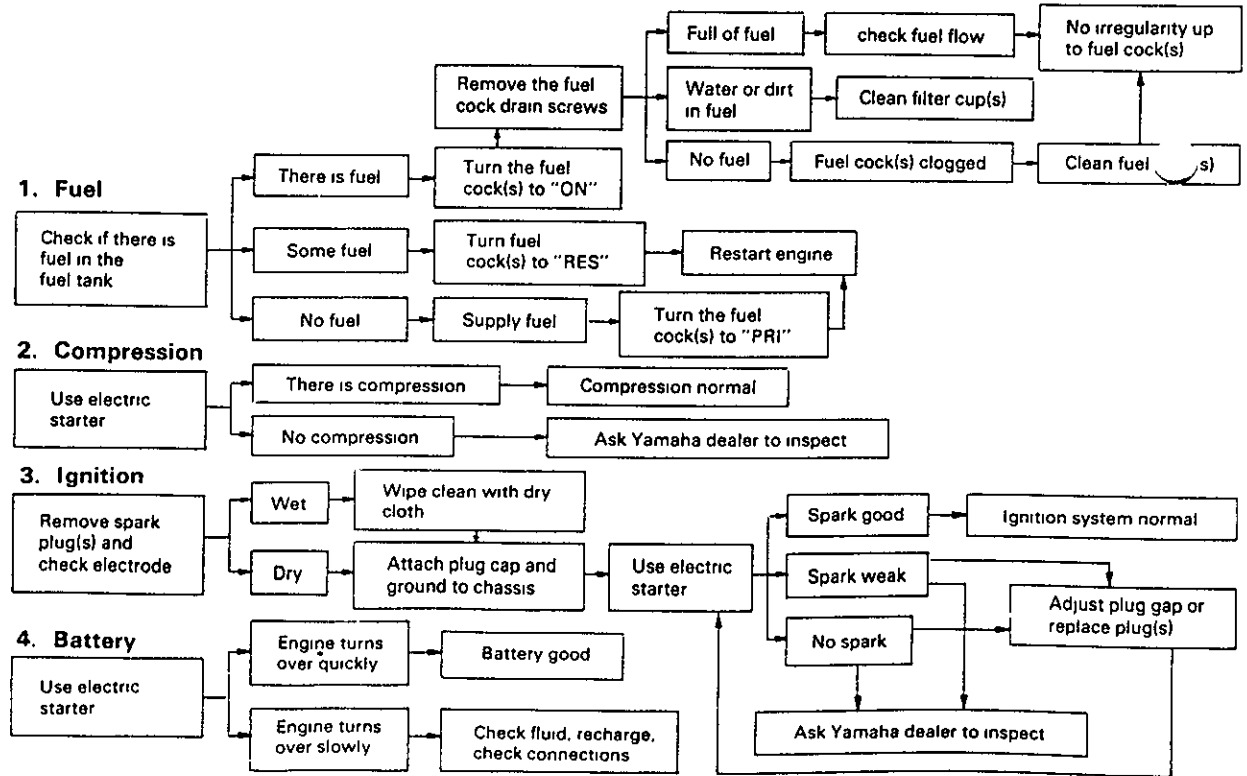 Full of fuel
check fuel flow
No irregularity up
to fuel cock(s)
Remove the fuel
cock drain screws
Water or dirt
in fuel
Clean filter cup(s)
No fuel
Fuel cock(s) clogged
Clean fuel s)
There is fuel
Turn the fuel
cock(s) to "ON"
1. Fuel
Check if there is
fuel in the
fuel tank
Some fuel
Turn fuel
cock(s) to "RES"
Restart engine
No fuel
Supply fuel
Turn the fuel
cock(s) to "PRI"
2. Compression
Use electric
starter
There is compression
Compression normal
No compression
Ask Yamaha dealer to inspect
3. Ignition
Remove spark
plug(s) and
check electrode
Wet
Wipe clean with dry
cloth
Dry
Attach plug cap and
ground to chassis
Use electric
starter
Spark good
Ignition system normal
Spark weak
Adjust plug gap or
replace plug(s)
No spark
Ask Yamaha dealer to inspect
4. Battery
Use electric
starter
Engine turns
over quickly
Battery good
Engine turns
over slowly
Check fluid, recharge,
check connections